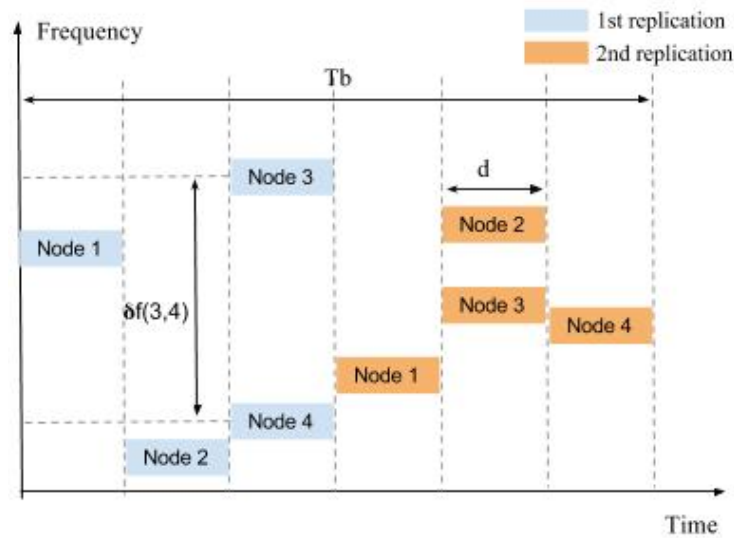 Frequency
1st replication
2nd replication
Tb
Node 3
d
Node 1
Node 2
δf(3,4)
Node 3
Node 4
Node 1
Node 4
Node 2
Time